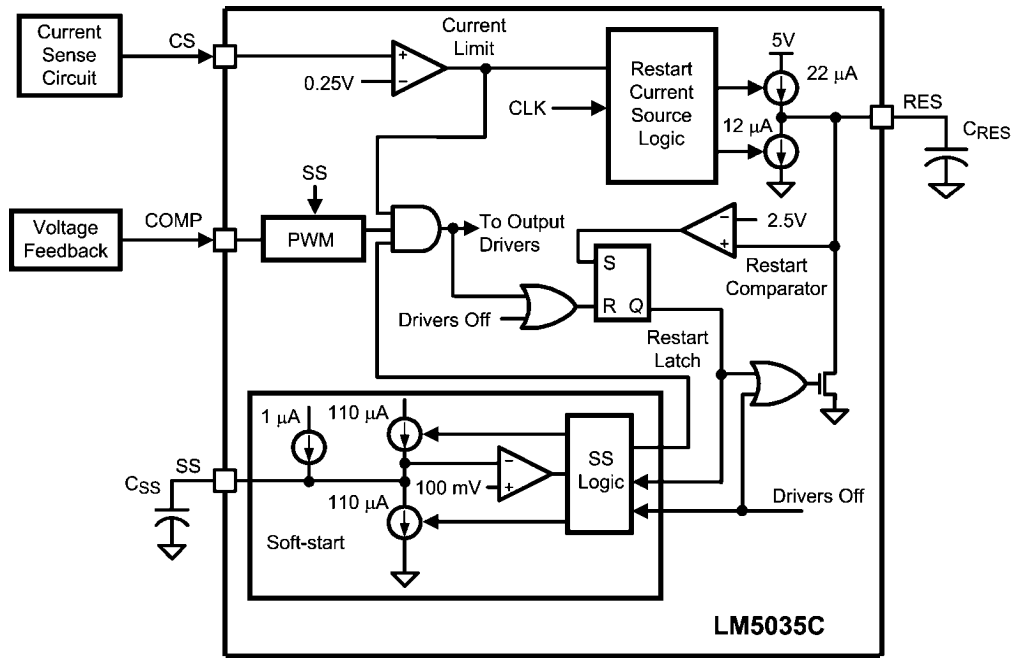 Current
Sense
Circuit
CS
0.25V
Current
Limit
CLK
Restart
Current
Source
Logic
5V
22 μA
12 μA
RES
CRES
Voltage
Feedback
COMP
SS
PWM
To Output
Drivers
2.5V
Restart
Comparator
S
R Q
Drivers Off
Restart
Latch
1 μA
110 μA
SS
CSS
100 mV
110 μA
SS
Logic
Drivers Off
Soft-start
LM5035C